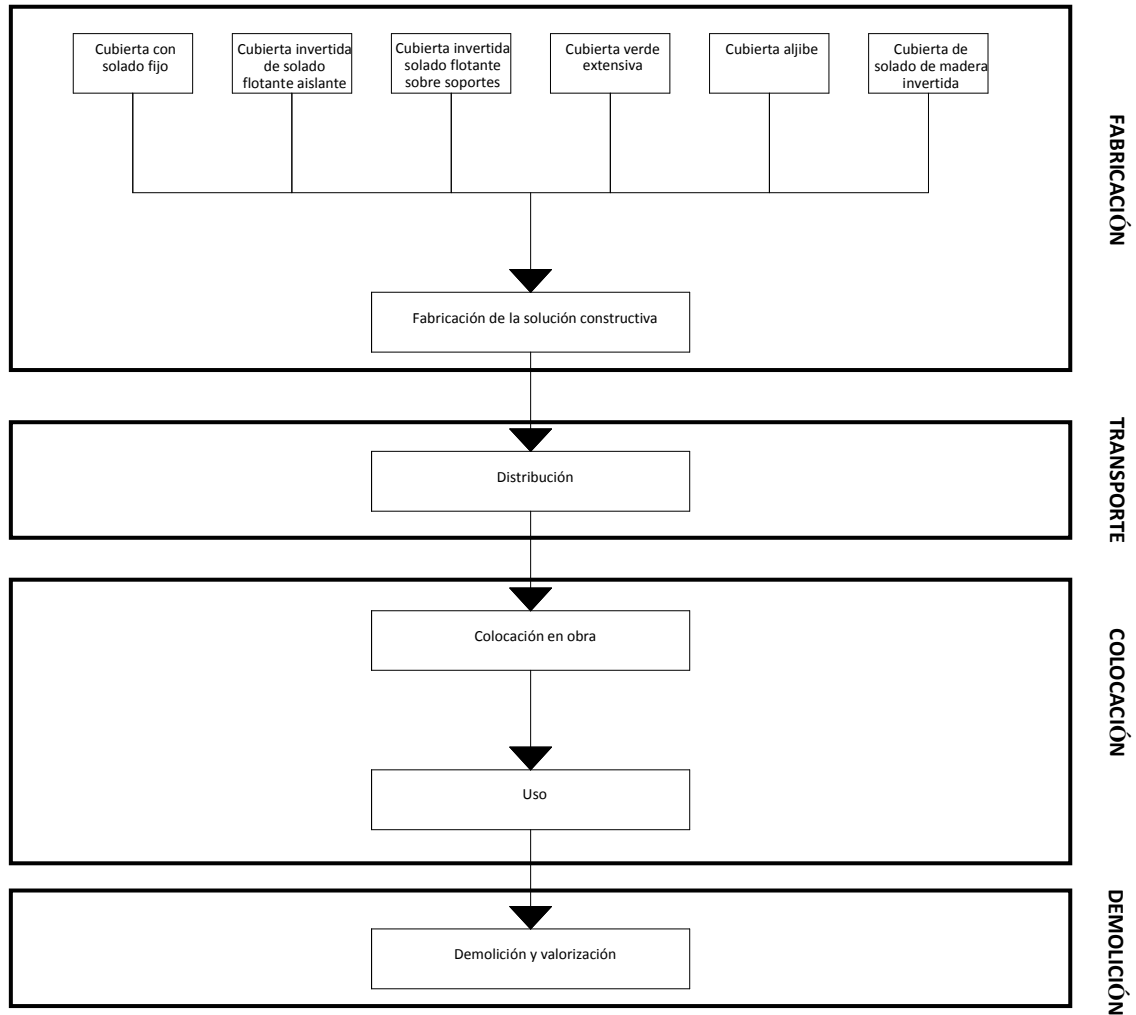 Cubierta con
solado fijo
Cubierta invertida
de solado
flotante aislante
Cubierta invertida
solado flotante
sobre soportes
Cubierta verde
extensiva
Cubierta aljibe
Cubierta de
solado de madera
invertida
FABRICACIÓN
Fabricación de la solución constructiva
TRANSPORTE
Distribución
COLOCACIÓN
Colocación en obra
Uso
DEMOLICIÓN
Demolición y valorización